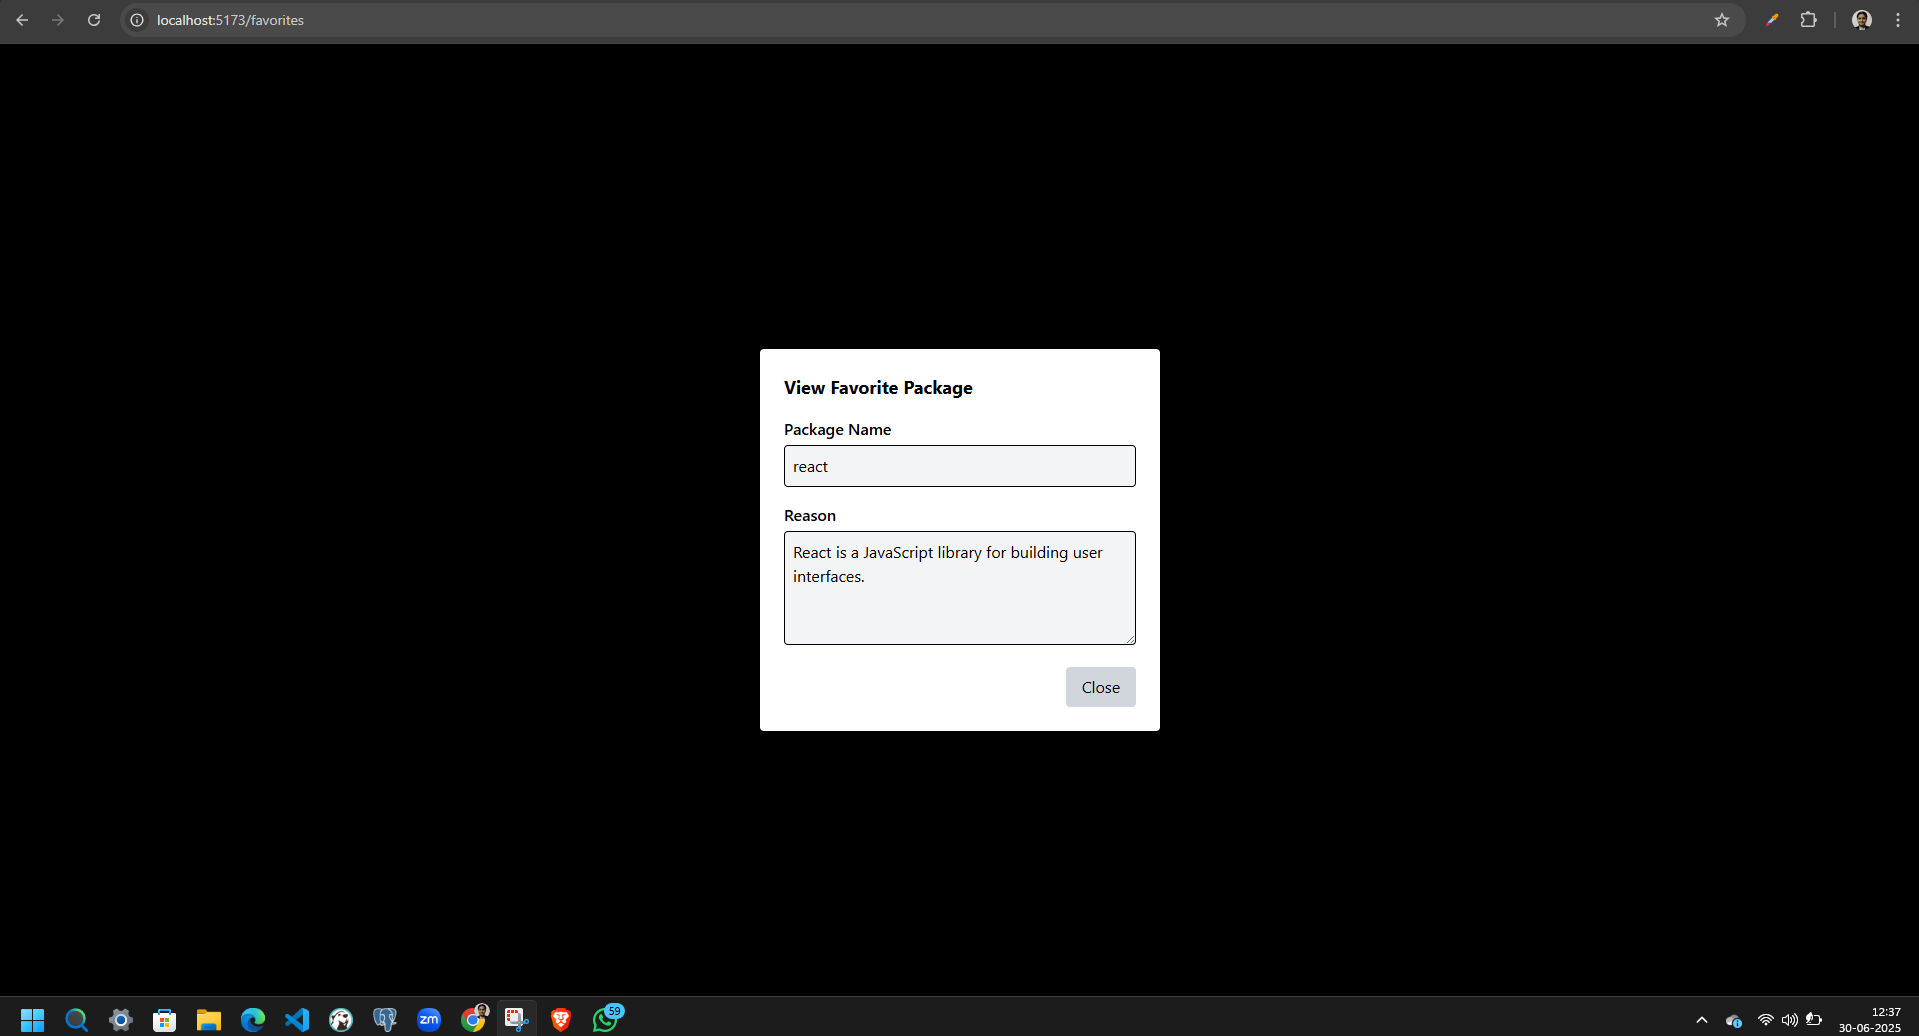 localhost:5173/favorites
View Favorite Package
Package Name
react
Reason
React is a JavaScript library for building user
interfaces.
Close
zm
59
12:37
30-06-2025